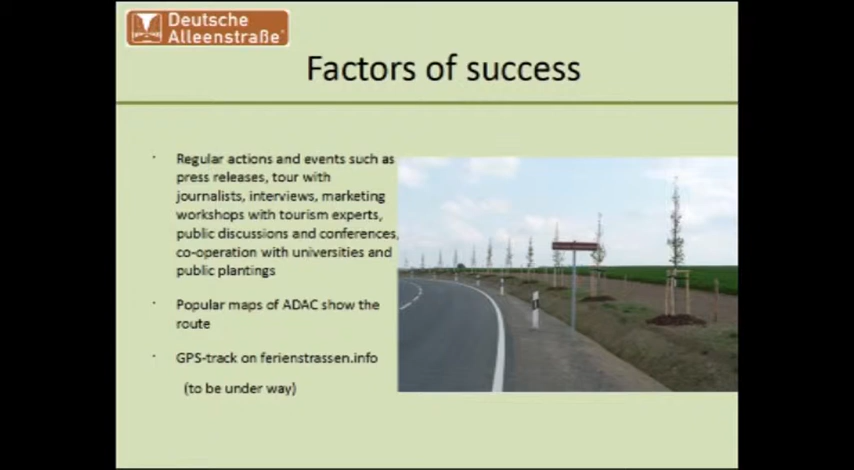 Deutsche
Alleenstraße®
Factors of success
· Regular actions and events such as
press releases, tour with
journalists, interviews, marketing
workshops with tourism experts,
public discussions and conferences,
co-operation with universities and
public plantings
· Popular maps of ADAC show the
route
· GPS-track on ferienstrassen.info
(to be under way)